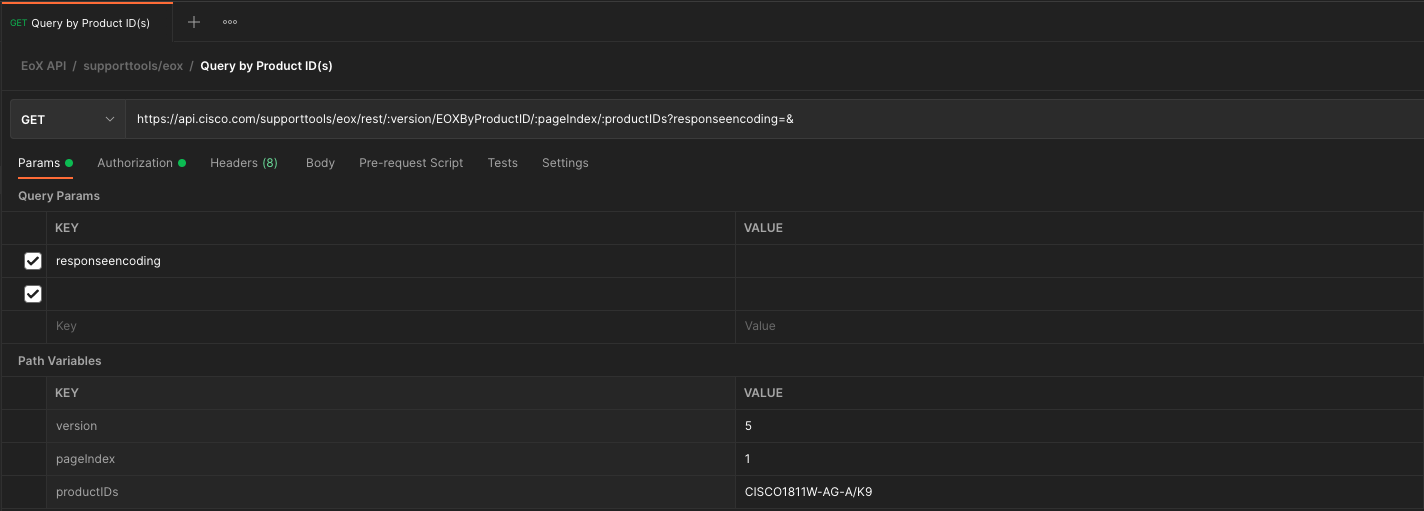 GET Query by Product ID(s)
EoX API / supporttools/eox / Query by Product ID(s)
GET https://api.cisco.com/supporttools/eox/rest/:version/EOXByProductID/:pageIndex/:productIDs?responseencoding=&
Params Authorization Headers (8) Body Pre-request Script Tests Settings
Query Params
KEY VALUE
responseencoding
Key Value
Path Variables
KEY VALUE
version 5
pageIndex 1
productIDs CISCO1811W-AG-A/K9